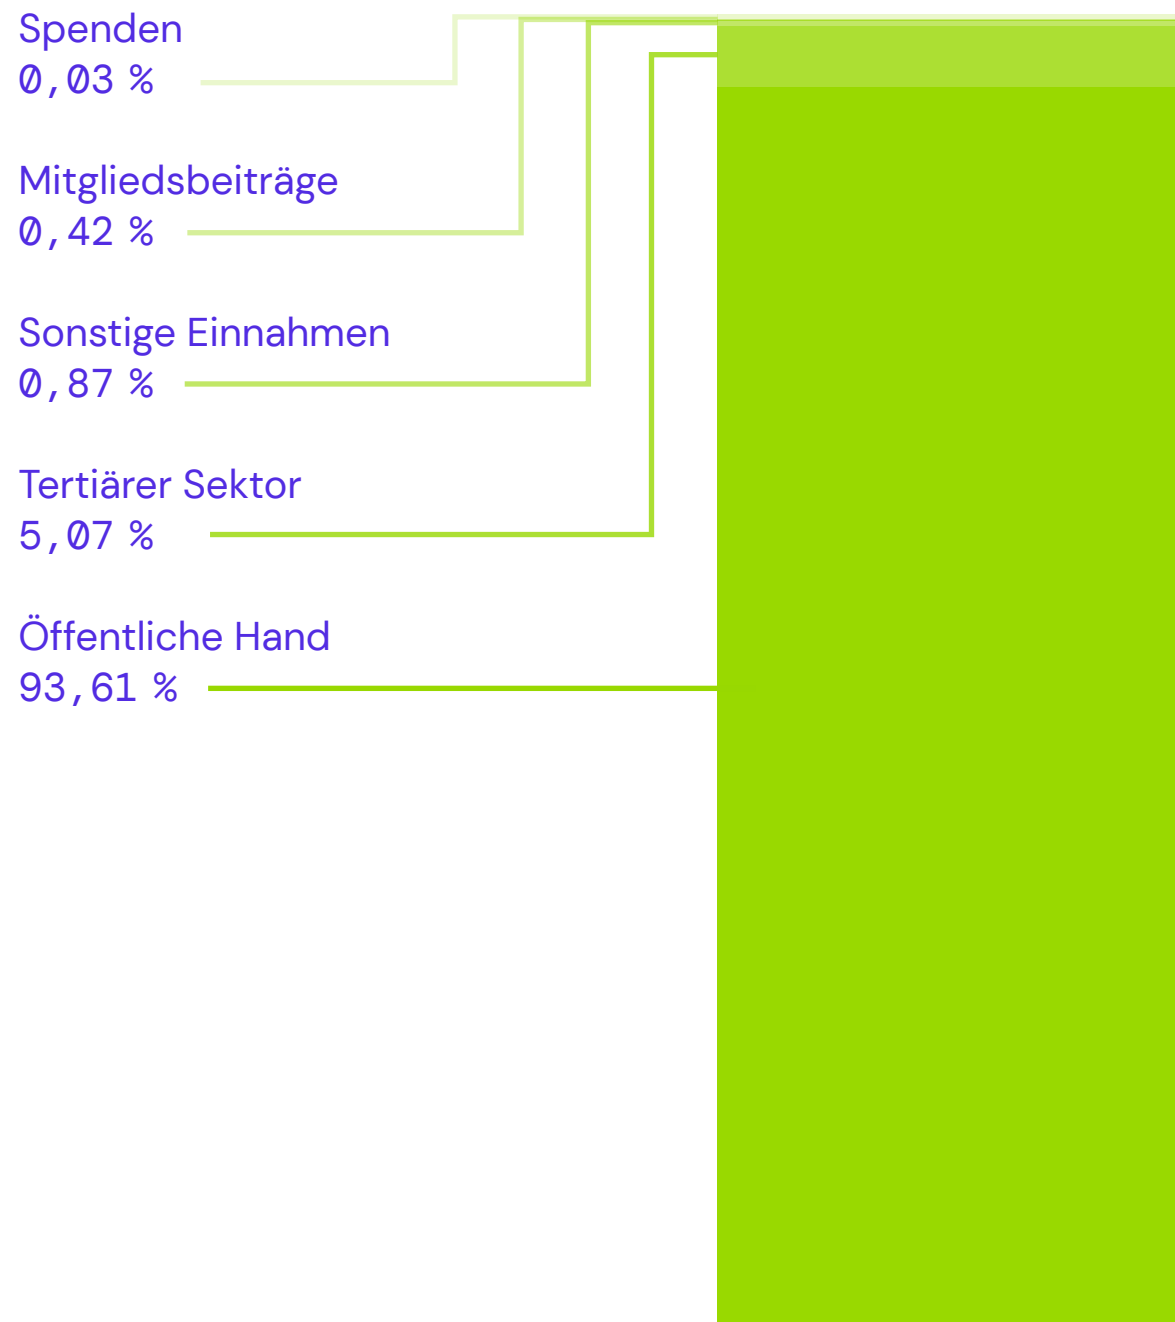 Spenden
0,03 %
Mitgliedsbeiträge
0,42 %
Sonstige Einnahmen
0,87 %
Tertiärer Sektor
5,07 %
Öffentliche Hand
93,61 %